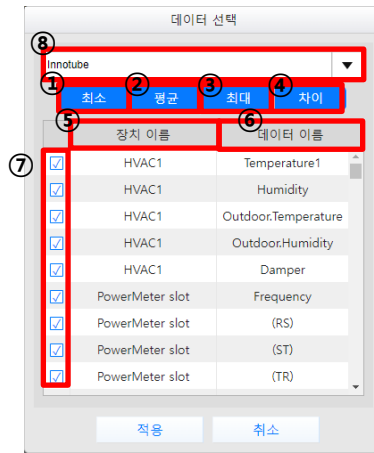 데이터 선택
⑧
Innotube ▼
① ② ③ ④
최소 평균 최대 차이
⑤ ⑥
장치 이름 데이터 이름
⑦
HVAC1 Temperature1
HVAC1 Humidity
HVAC1 Outdoor.Temperature
HVAC1 Outdoor.Humidity
HVAC1 Damper
PowerMeter slot Frequency
PowerMeter slot (RS)
PowerMeter slot (ST)
PowerMeter slot (TR)
적용 취소